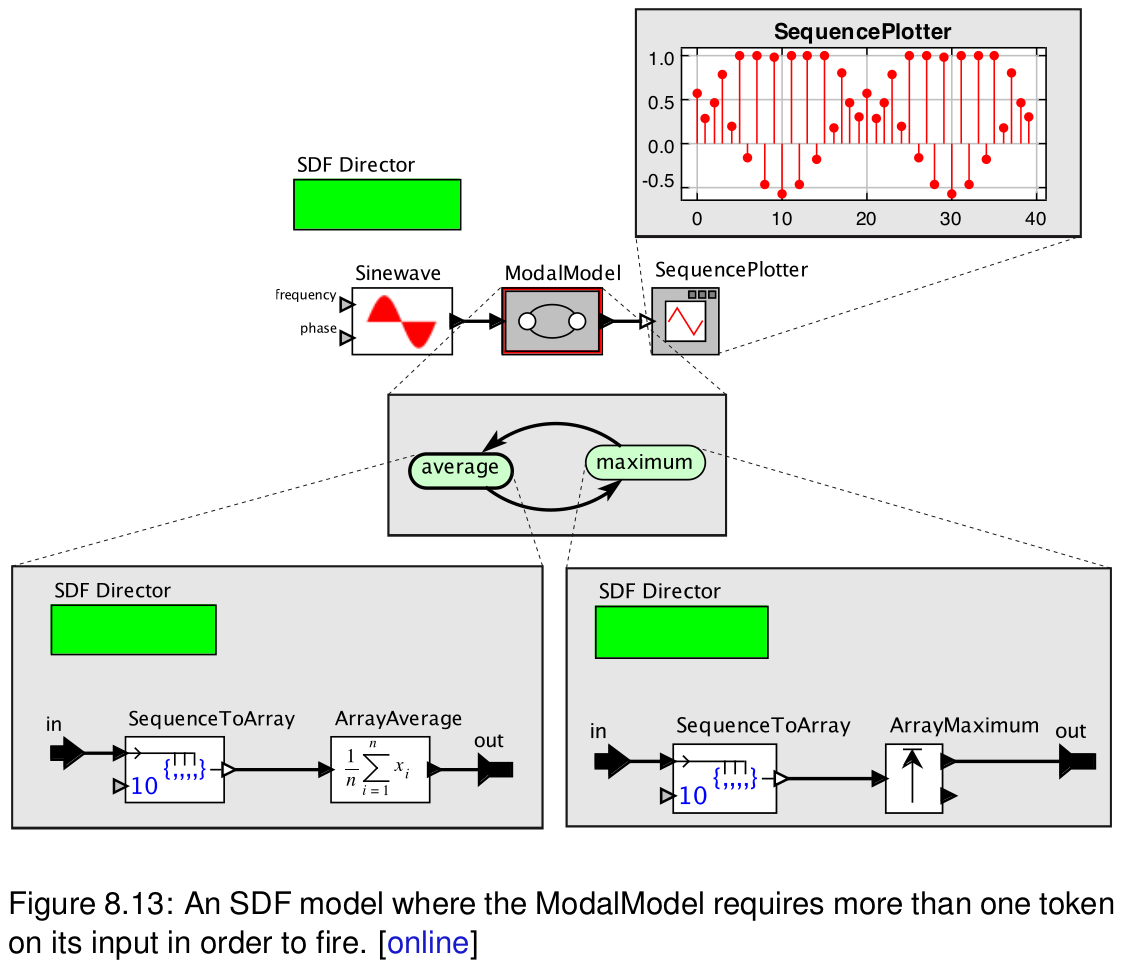 SequencePlotter
1.0
0.5
0.0
-0.5
0 10 20 30 40
SDF Director
Sinewave
frequency
phase
ModalModel
SequencePlotter
average
maximum
SDF Director
in
SequenceToArray
10
{,,,,}
ArrayAverage
1/n n ∑ i = 1 x i
out
SDF Director
in
SequenceToArray
10
{,,,,}
ArrayMaximum
out
Figure 8.13: An SDF model where the ModalModel requires more than one token
on its input in order to fire. [online]